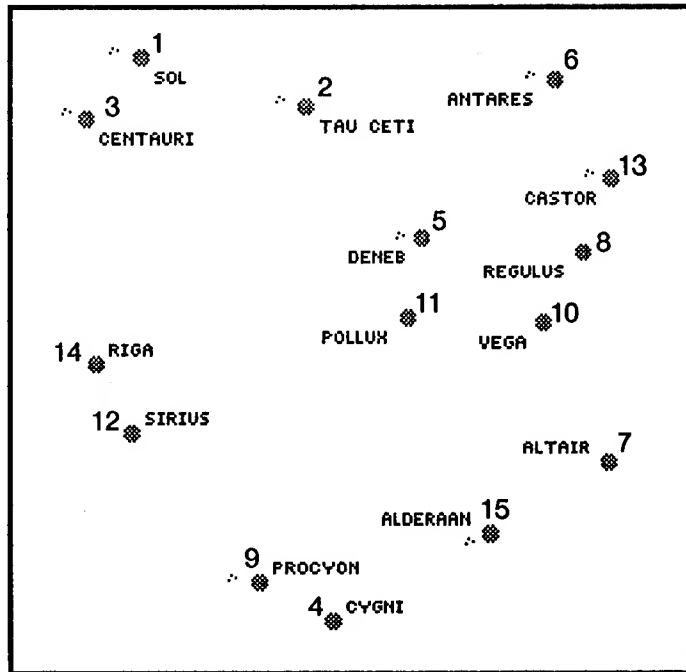 1
SOL
6
ANTARES
2
TAU CETI
3
CENTAURI
13
CASTOR
5
DENEB
8
REGULUS
11
POLLUX
10
VEGA
14 RIGA
12 SIRIUS
ALTAIR 7
ALDERAAN 15
9 PROCYON
4 CYGNI